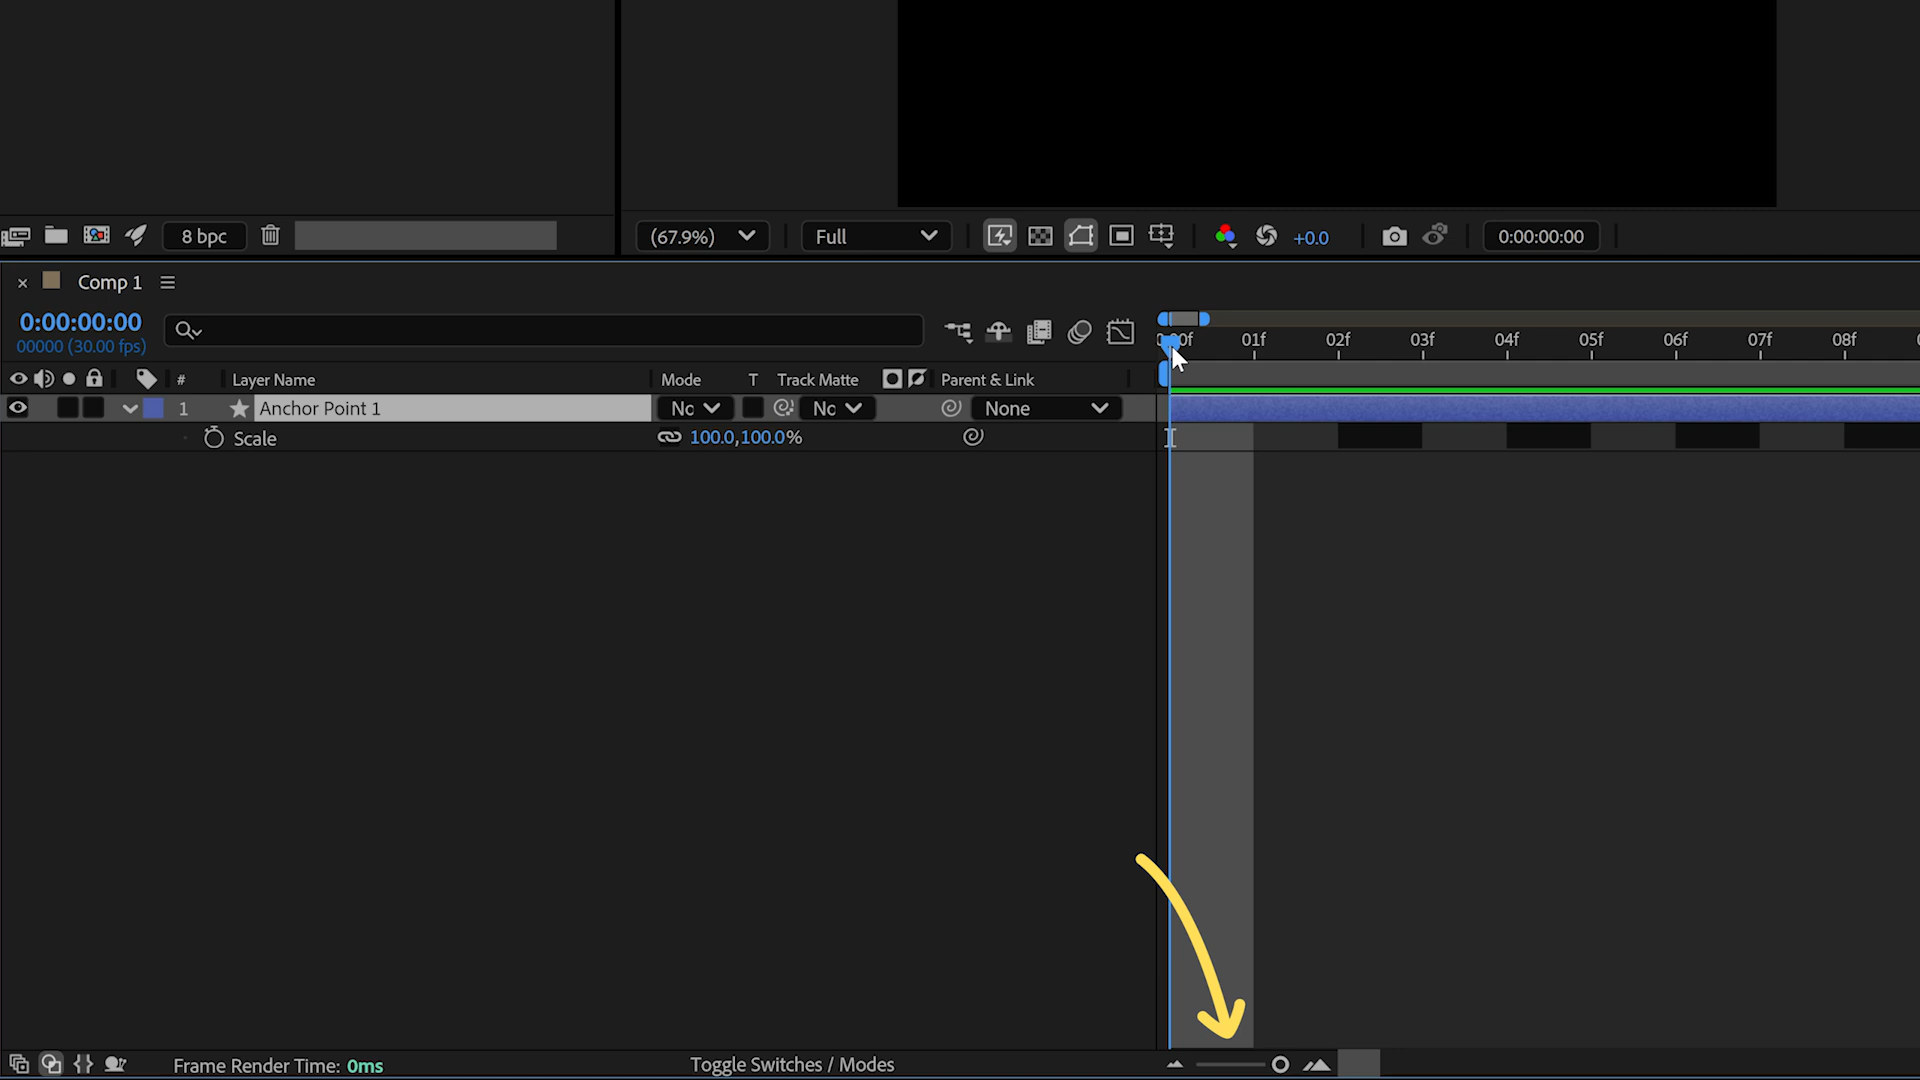 8 bpc
(67.9%)
Full
+0.0
0:00:00:00
Comp 1
0:00:00:00
00000 (30.00 fps)
01f 02f 03f 04f 05f 06f 07f 08f
# Layer Name Mode T Track Matte Parent & Link
1 Anchor Point 1 Nc Nc None
Scale 100.0,100.0%
Frame Render Time: 0ms
Toggle Switches / Modes